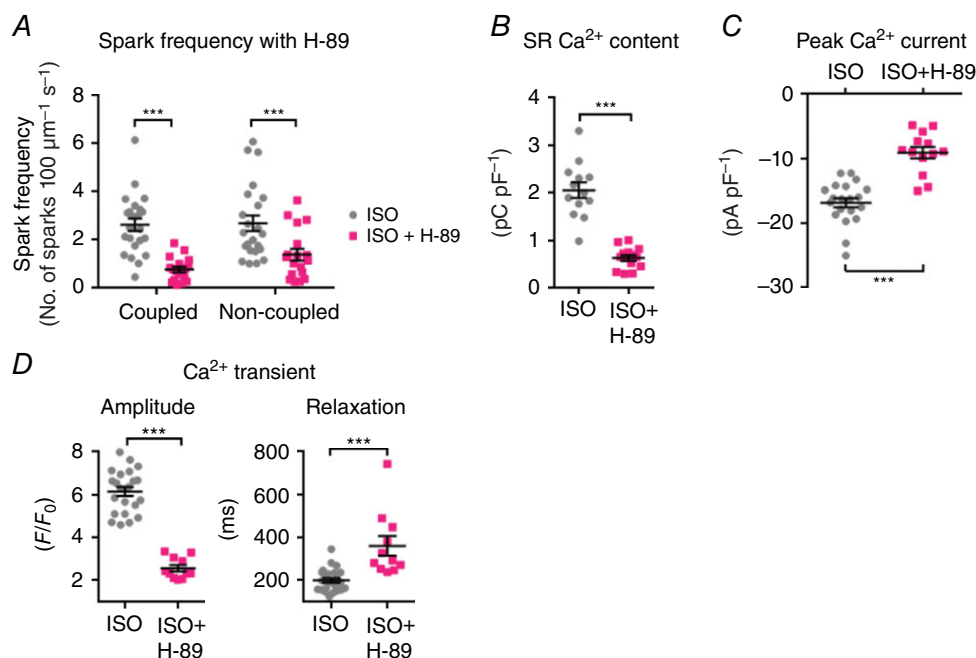 A
Spark frequency with H-89
Spark frequency
(No. of sparks 100 µm⁻¹ s⁻¹)
8
6
4
2
0
***
***
Coupled
Non-coupled
ISO
ISO + H-89
B
SR Ca²⁺ content
(pC pF⁻¹)
4
3
2
1
0
***
ISO
ISO+
H-89
C
Peak Ca²⁺ current
ISO
ISO+H-89
(pA pF⁻¹)
0
–10
–20
–30
***
D
Ca²⁺ transient
Amplitude
(F/F₀)
8
6
4
2
***
ISO
ISO+
H-89
Relaxation
(ms)
800
600
400
200
***
ISO
ISO+
H-89